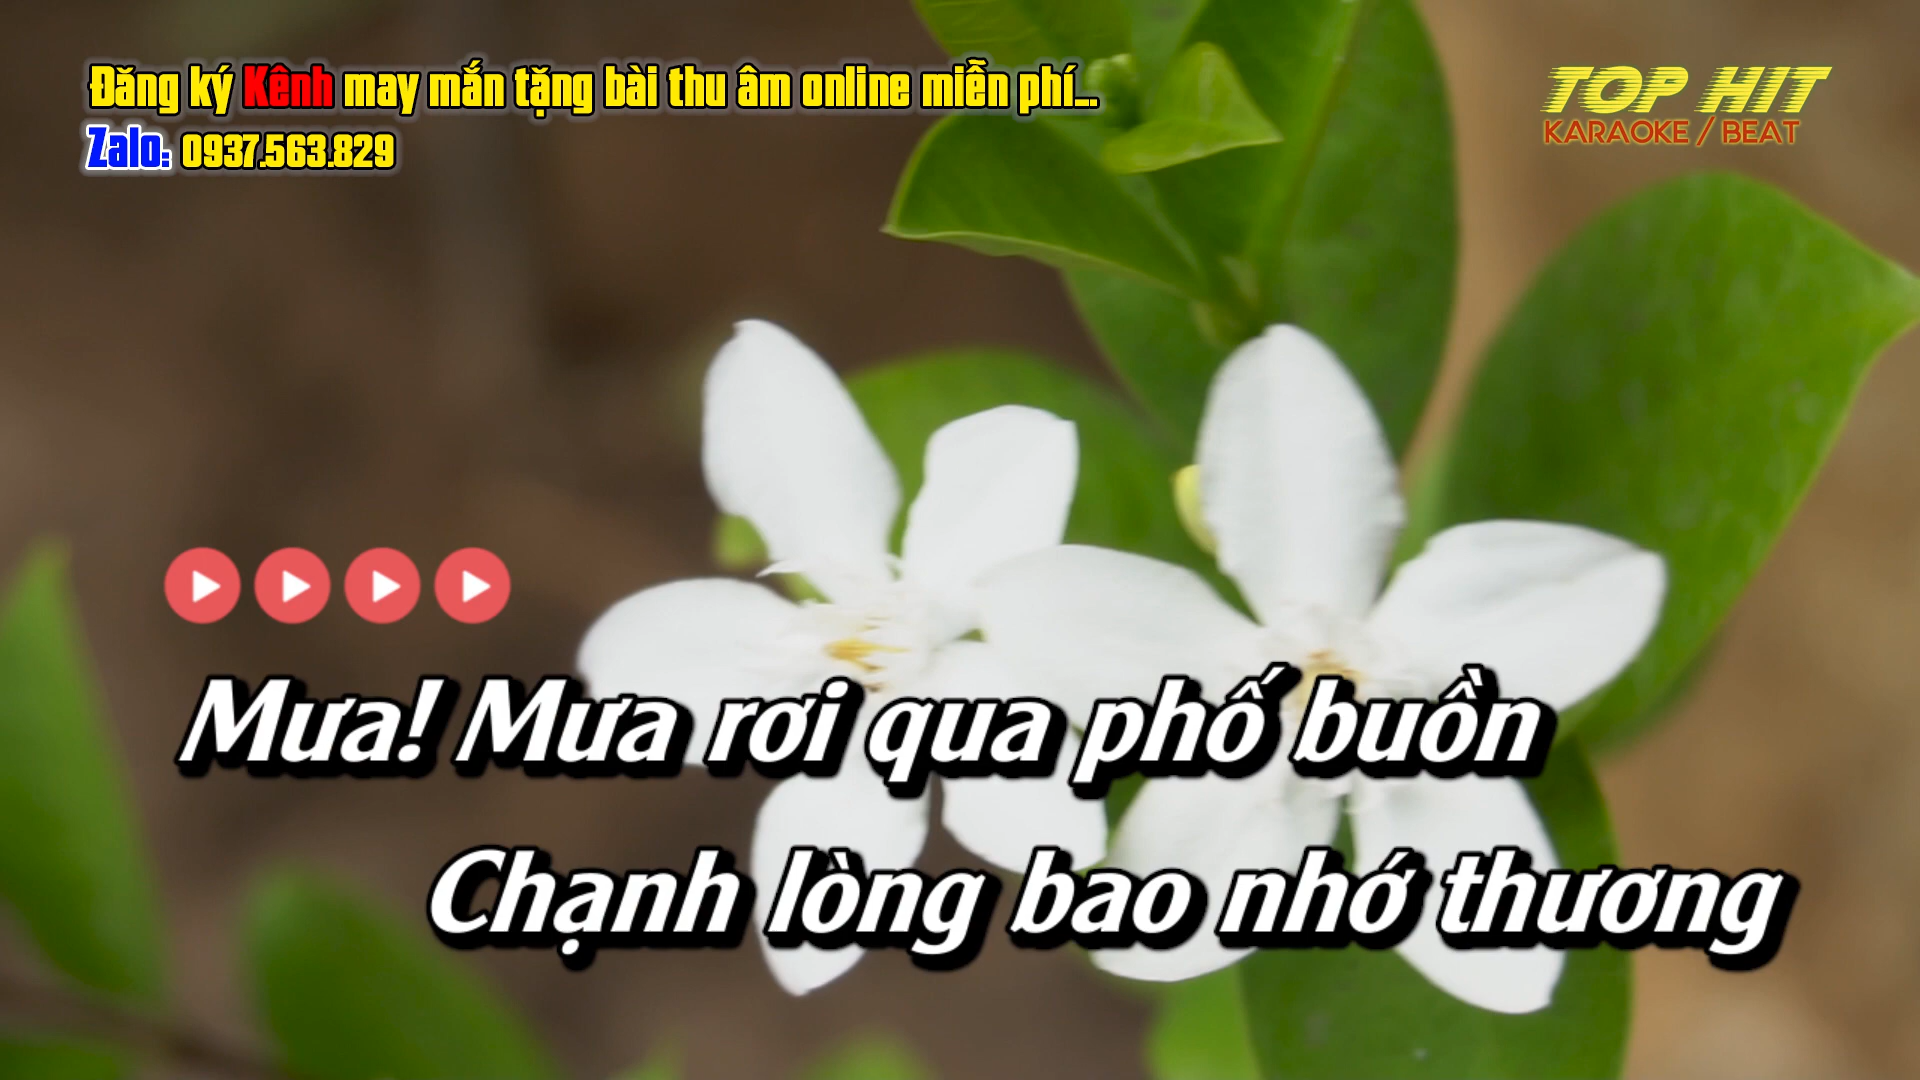 Đăng ký Kênh may mắn tặng bài thu âm online miễn phí...
Zalo: 0937.563.829
TOP HIT
KARAOKE / BEAT
Mưa! Mưa rơi qua phố buồn
Chạnh lòng bao nhớ thương